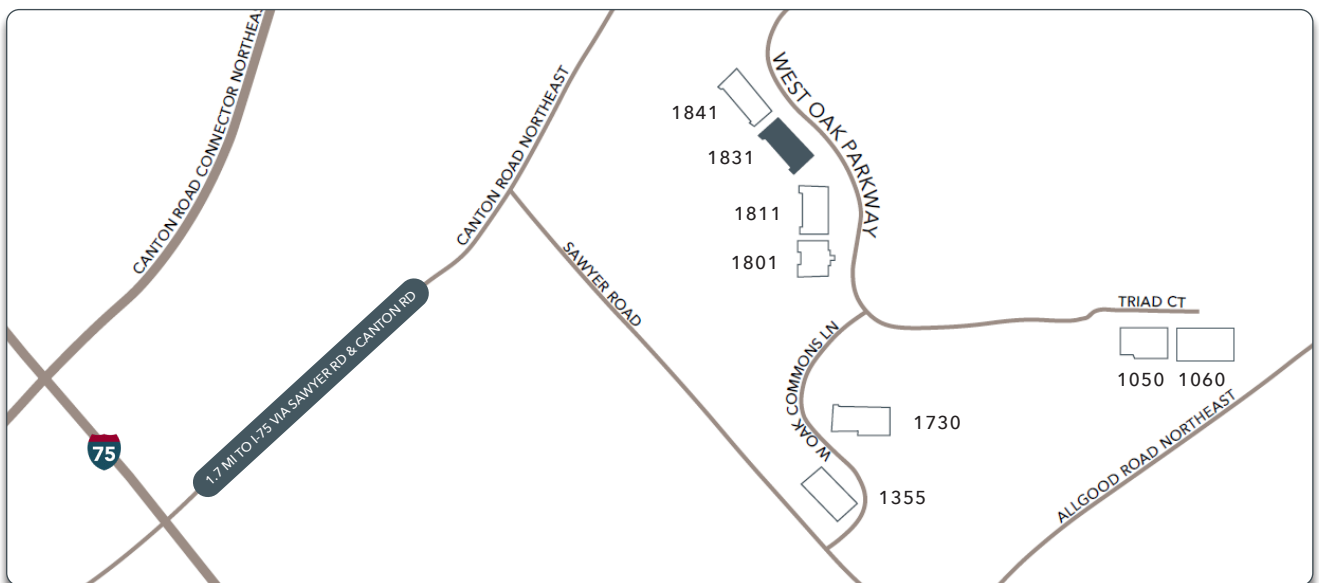 CANTON ROAD CONNECTOR NORTHEAS
CANTON ROAD NORTHEAST
WEST OAK PARKWAY
1841
1831
1811
1801
SAWYER ROAD
TRIAD CT
1.7 MI TO I-75 VIA SAWYER RD & CANTON RD
W OAK COMMONS LN
1050
1060
1730
75
ALLGOOD ROAD NORTHEAST
1355